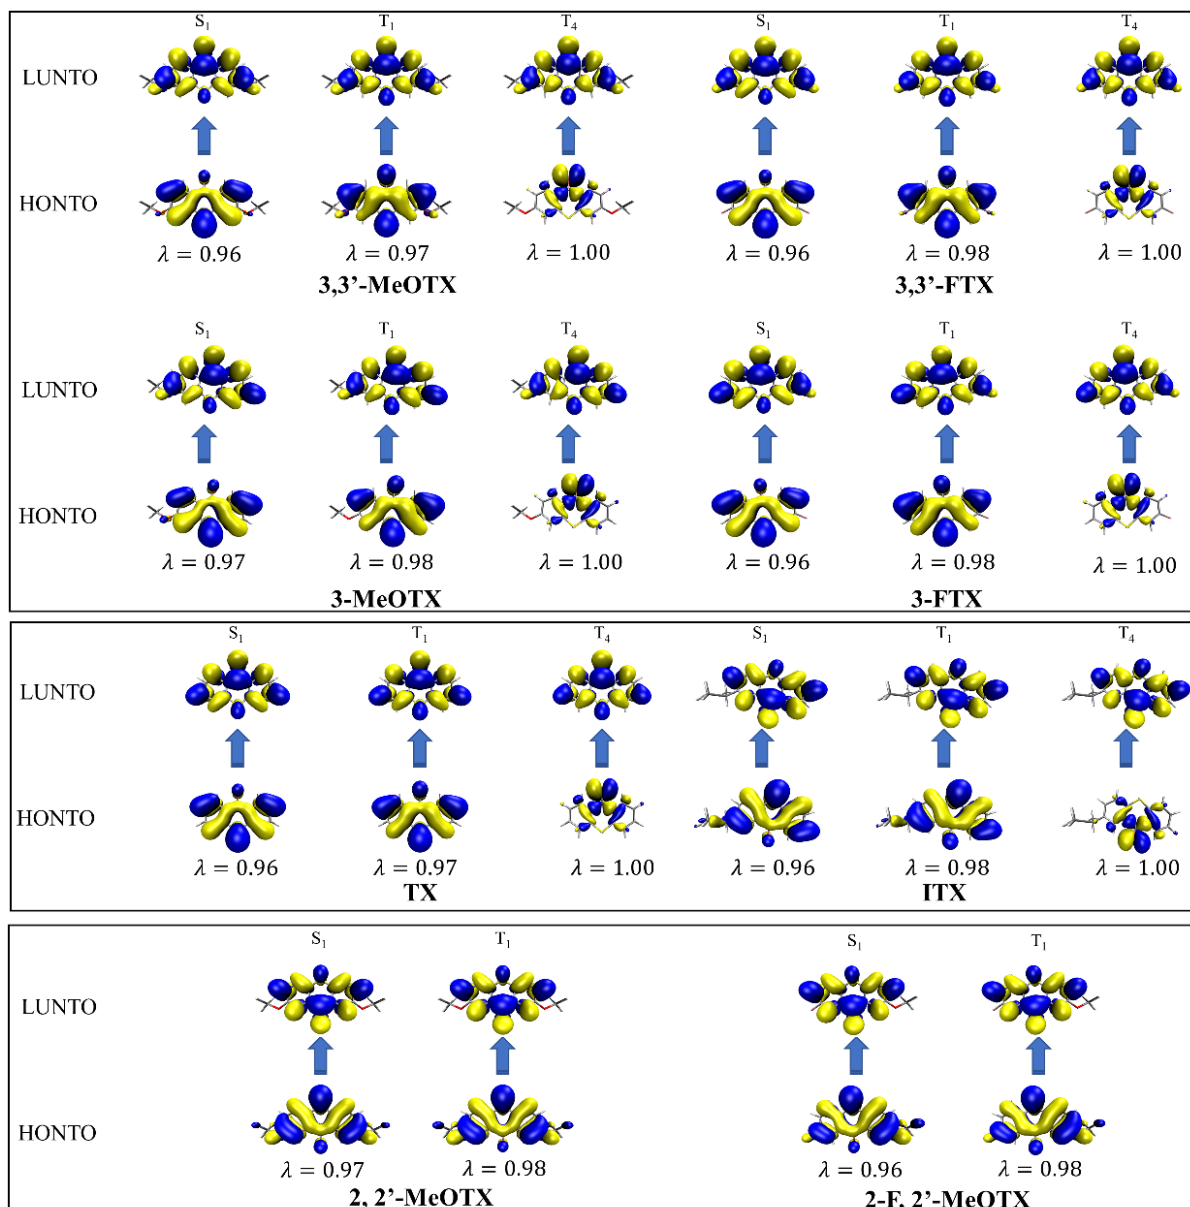 S₁ T₁ T₄ S₁ T₁ T₄
LUNTO
HONTO
λ = 0.96 λ = 0.97 λ = 1.00 λ = 0.96 λ = 0.98 λ = 1.00
3,3’-MeOTX 3,3’-FTX
S₁ T₁ T₄ S₁ T₁ T₄
LUNTO
HONTO
λ = 0.97 λ = 0.98 λ = 1.00 λ = 0.96 λ = 0.98 λ = 1.00
3-MeOTX 3-FTX
S₁ T₁ T₄ S₁ T₁ T₄
LUNTO
HONTO
λ = 0.96 λ = 0.97 λ = 1.00 λ = 0.96 λ = 0.98 λ = 1.00
TX ITX
S₁ T₁ S₁ T₁
LUNTO
HONTO
λ = 0.97 λ = 0.98 λ = 0.96 λ = 0.98
2, 2’-MeOTX 2-F, 2’-MeOTX